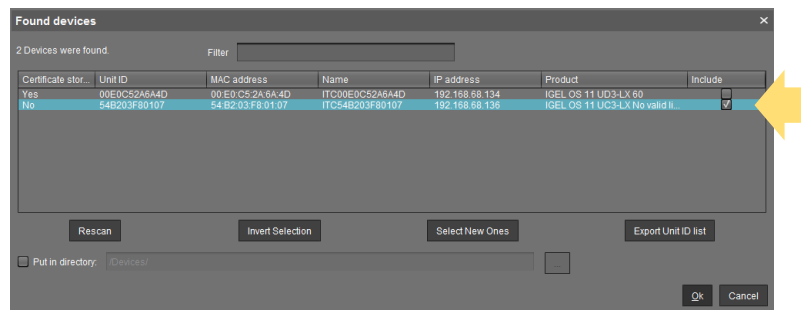 Found devices
2 Devices were found. Filter
Certificate stor... Unit ID MAC address Name IP address Product Include
Yes 00E0C52A6A4D 00:E0:C5:2A:6A:4D ITC00E0C52A6A4D 192.168.68.134 IGEL OS 11 UD3-LX 60
No 54B203F80107 54:B2:03:F8:01:07 ITC54B203F80107 192.168.68.136 IGEL OS 11 UC3-LX No valid li...
Rescan Invert Selection Select New Ones Export Unit ID list
Put in directory: /Devices/ ...
Ok Cancel